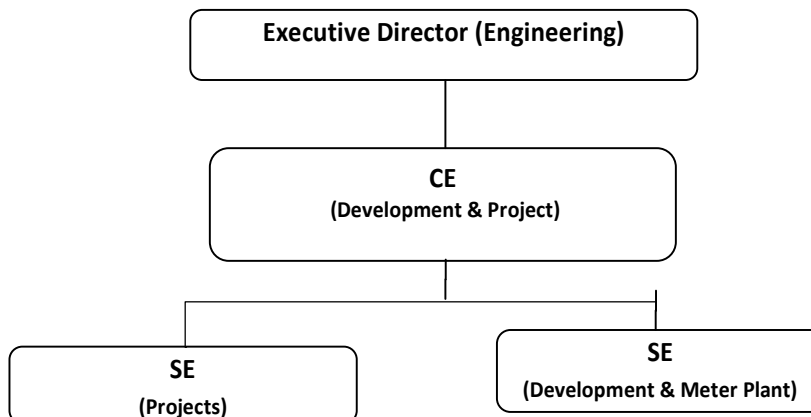 Executive Director (Engineering)
CE
(Development & Project)
SE
(Projects)
SE
(Development & Meter Plant)